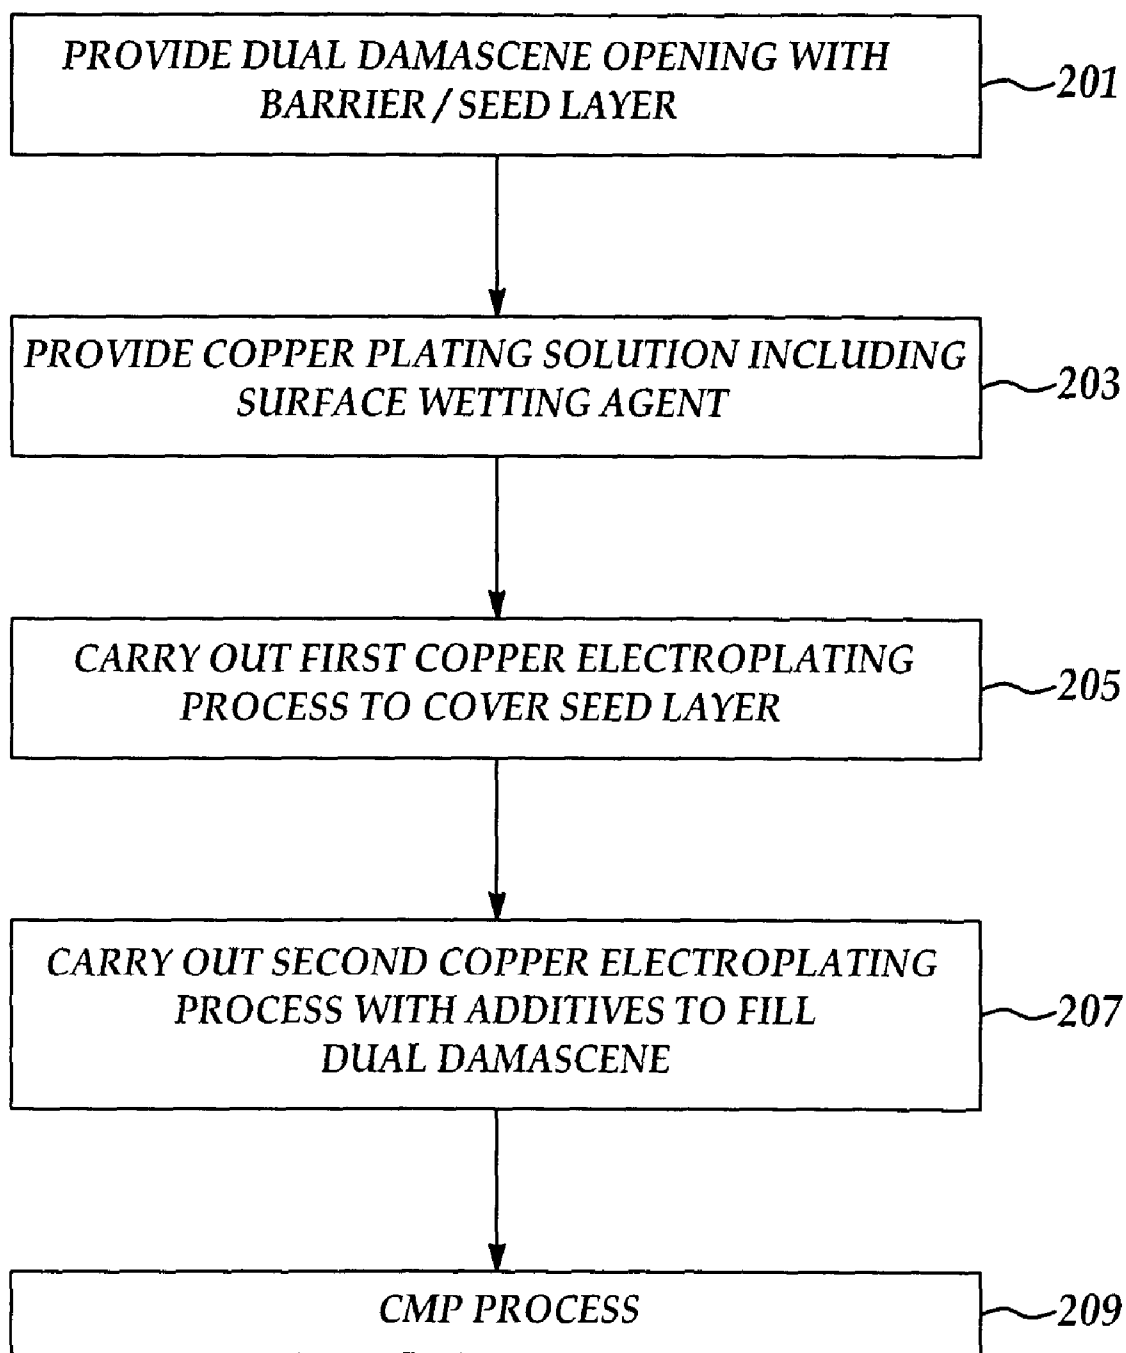 PROVIDE DUAL DAMASCENE OPENING WITH
BARRIER / SEED LAYER
201
PROVIDE COPPER PLATING SOLUTION INCLUDING
SURFACE WETTING AGENT
203
CARRY OUT FIRST COPPER ELECTROPLATING
PROCESS TO COVER SEED LAYER
205
CARRY OUT SECOND COPPER ELECTROPLATING
PROCESS WITH ADDITIVES TO FILL
DUAL DAMASCENE
207
CMP PROCESS
209